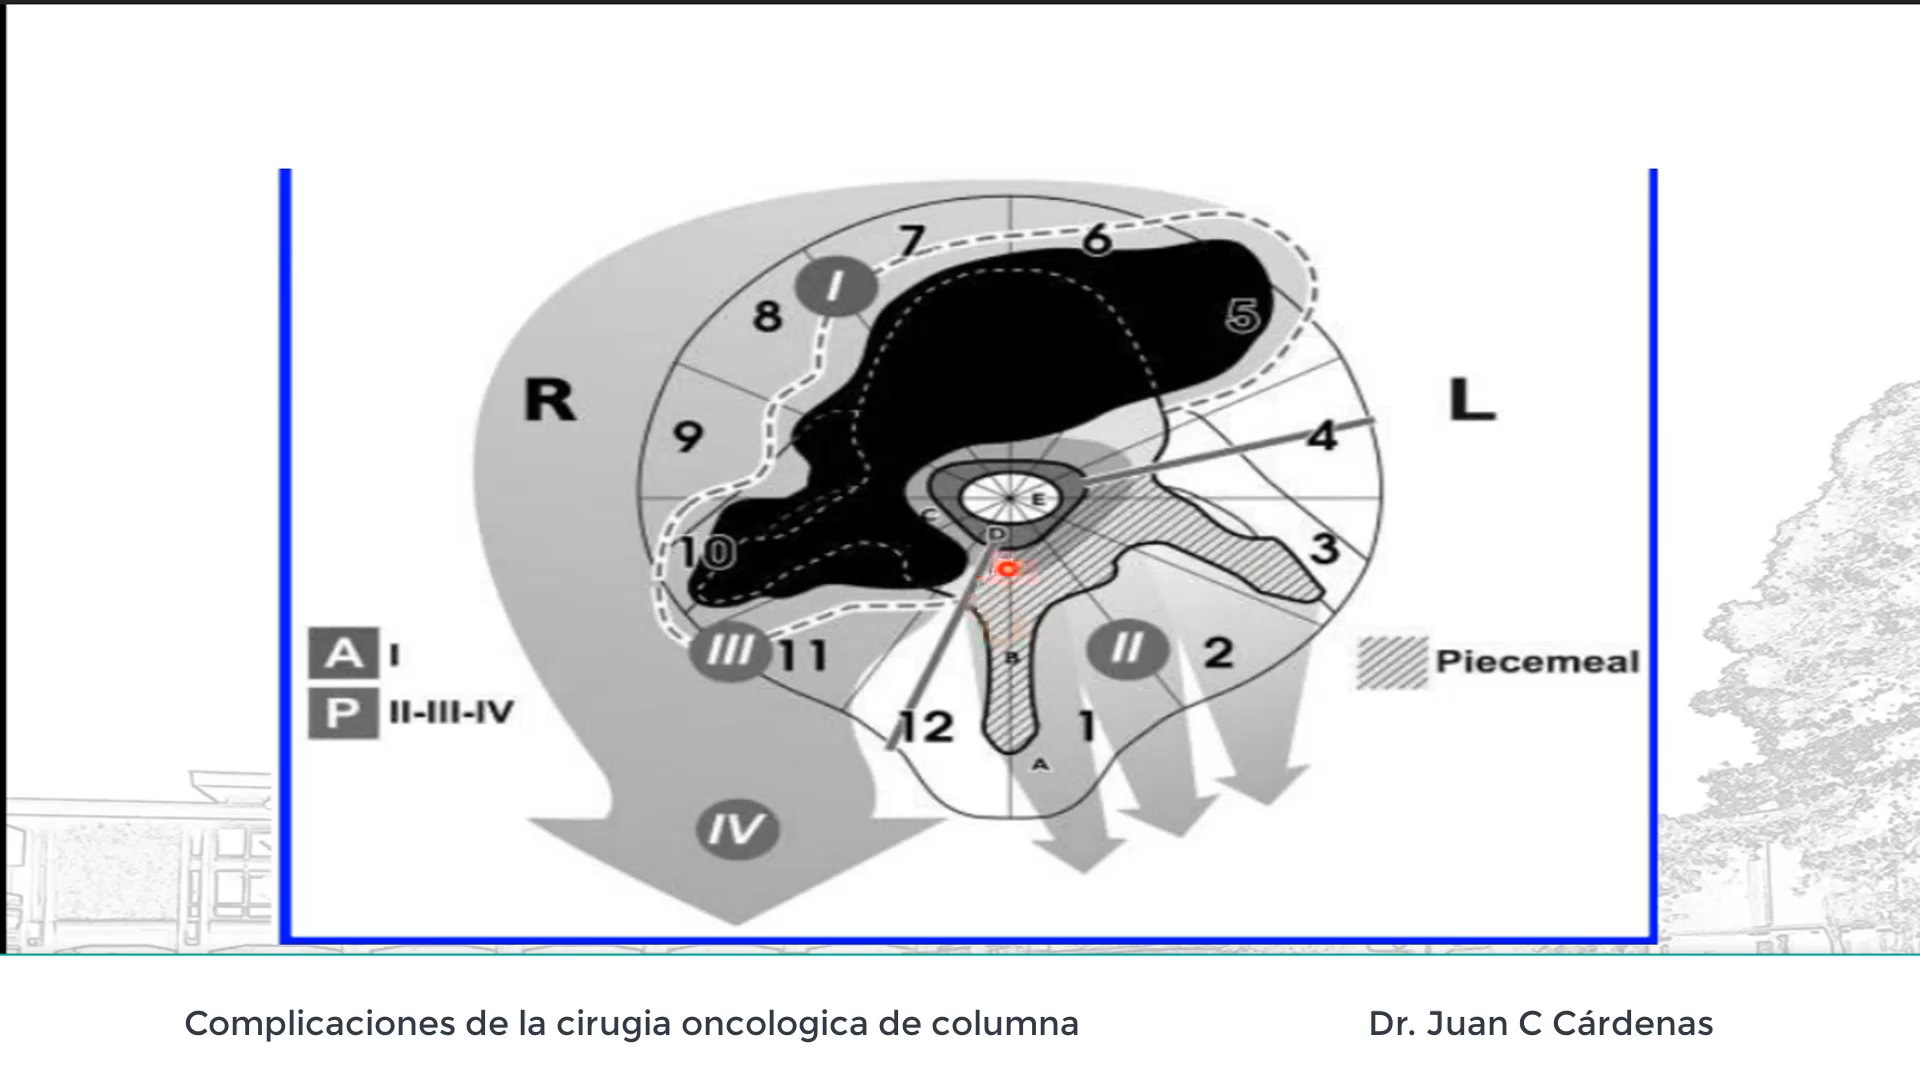 7
6
I
8
5
R
L
9
4
E
C
D
10
3
A I
III 11
II
2
B
Piecemeal
P II-III-IV
12
1
A
IV
Complicaciones de la cirugia oncologica de columna
Dr. Juan C Cárdenas